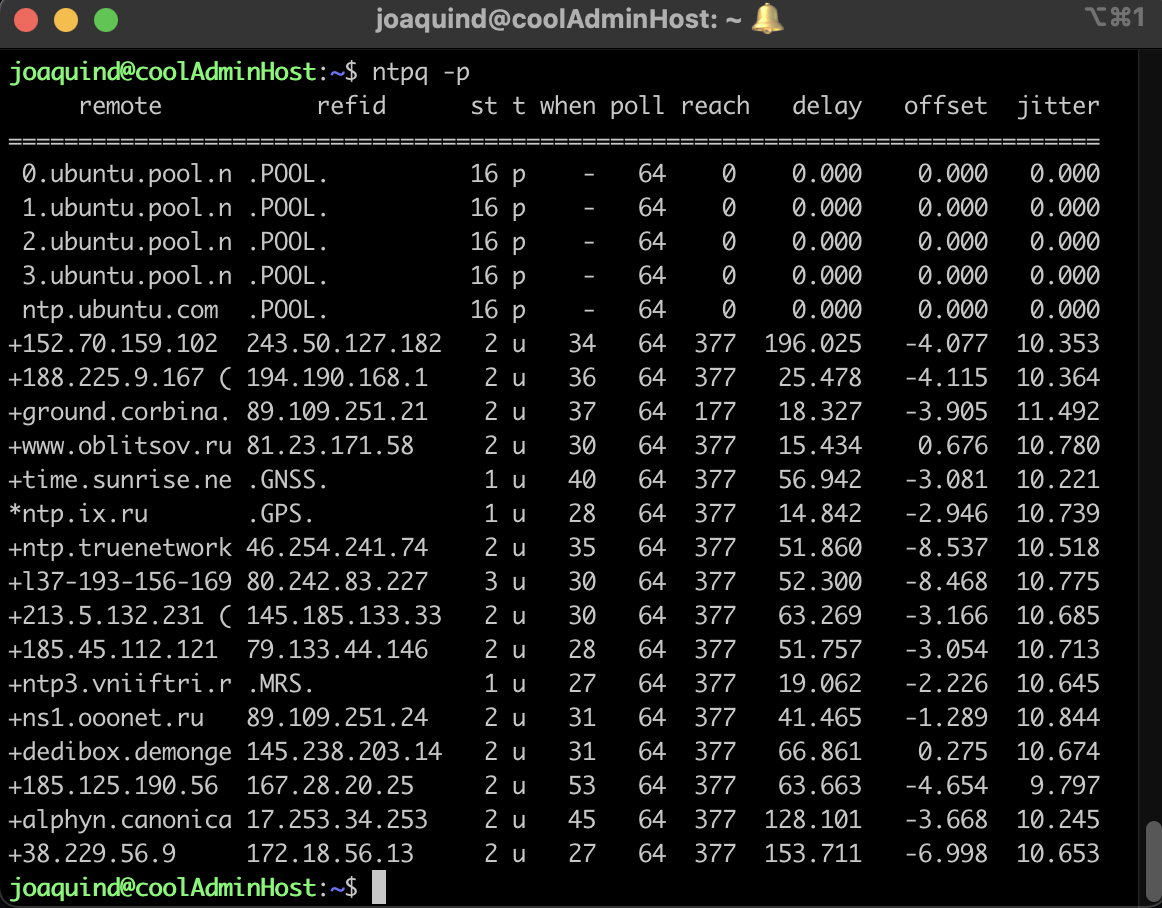 joaquind@coolAdminHost: ~ 🔔 ⌥⌘1
joaquind@coolAdminHost:~$ ntpq -p
     remote           refid      st t when poll reach   delay   offset  jitter
==============================================================================
 0.ubuntu.pool.n .POOL.          16 p    -   64    0    0.000    0.000   0.000
 1.ubuntu.pool.n .POOL.          16 p    -   64    0    0.000    0.000   0.000
 2.ubuntu.pool.n .POOL.          16 p    -   64    0    0.000    0.000   0.000
 3.ubuntu.pool.n .POOL.          16 p    -   64    0    0.000    0.000   0.000
 ntp.ubuntu.com  .POOL.          16 p    -   64    0    0.000    0.000   0.000
+152.70.159.102  243.50.127.182   2 u   34   64  377  196.025   -4.077  10.353
+188.225.9.167 ( 194.190.168.1    2 u   36   64  377   25.478   -4.115  10.364
+ground.corbina. 89.109.251.21    2 u   37   64  177   18.327   -3.905  11.492
+www.oblitsov.ru 81.23.171.58     2 u   30   64  377   15.434    0.676  10.780
+time.sunrise.ne .GNSS.           1 u   40   64  377   56.942   -3.081  10.221
*ntp.ix.ru       .GPS.            1 u   28   64  377   14.842   -2.946  10.739
+ntp.truenetwork 46.254.241.74    2 u   35   64  377   51.860   -8.537  10.518
+l37-193-156-169 80.242.83.227    3 u   30   64  377   52.300   -8.468  10.775
+213.5.132.231 ( 145.185.133.33   2 u   30   64  377   63.269   -3.166  10.685
+185.45.112.121  79.133.44.146    2 u   28   64  377   51.757   -3.054  10.713
+ntp3.vniiftri.r .MRS.            1 u   27   64  377   19.062   -2.226  10.645
+ns1.ooonet.ru   89.109.251.24    2 u   31   64  377   41.465   -1.289  10.844
+dedibox.demonge 145.238.203.14   2 u   31   64  377   66.861    0.275  10.674
+185.125.190.56  167.28.20.25     2 u   53   64  377   63.663   -4.654   9.797
+alphyn.canonica 17.253.34.253    2 u   45   64  377  128.101   -3.668  10.245
+38.229.56.9     172.18.56.13     2 u   27   64  377  153.711   -6.998  10.653
joaquind@coolAdminHost:~$